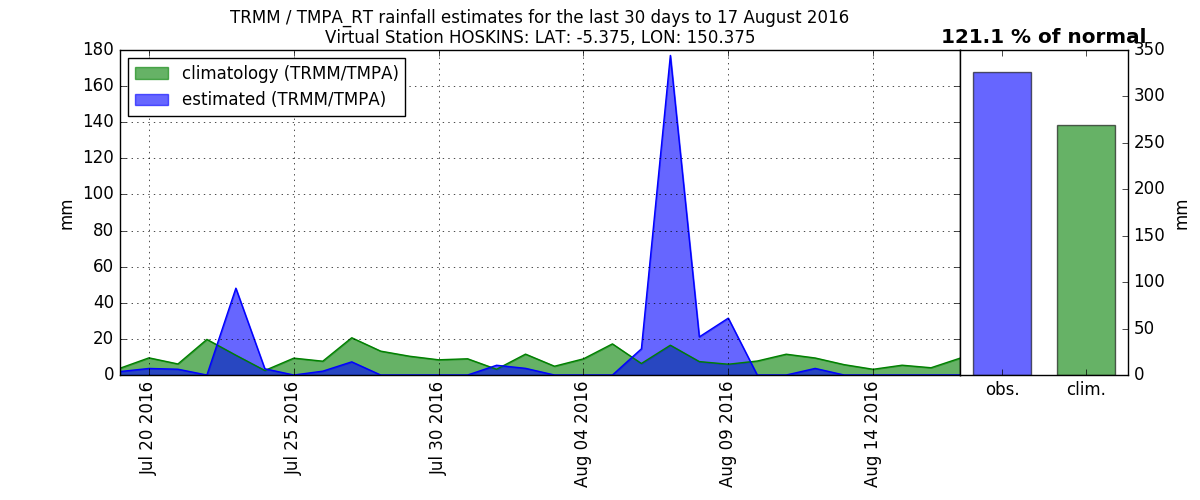 TRMM / TMPA_RT rainfall estimates for the last 30 days to 17 August 2016
Virtual Station HOSKINS: LAT: -5.375, LON: 150.375
121.1 % of normal
climatology (TRMM/TMPA)
estimated (TRMM/TMPA)
180
160
140
120
100
80
60
40
20
0
mm
Jul 20 2016
Jul 25 2016
Jul 30 2016
Aug 04 2016
Aug 09 2016
Aug 14 2016
350
300
250
200
150
100
50
0
mm
obs.
clim.